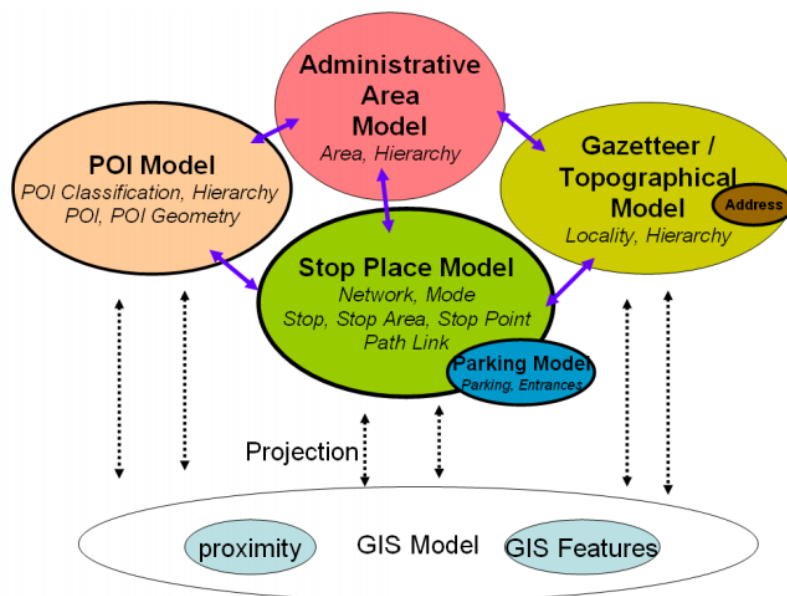 Administrative
Area
Model
Area, Hierarchy
POI Model
POI Classification, Hierarchy
POI, POI Geometry
Gazetteer /
Topographical
Model
Address
Locality, Hierarchy
Stop Place Model
Network, Mode
Stop, Stop Area, Stop Point
Path Link
Parking Model
Parking, Entrances
Projection
proximity
GIS Model
GIS Features